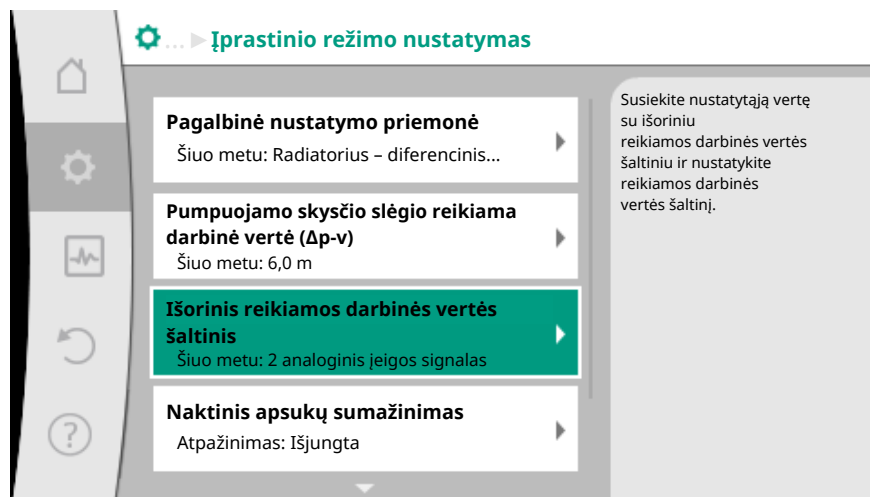 ... Įprastinio režimo nustatymas
Pagalbinė nustatymo priemonė
Šiuo metu: Radiatorius – diferencinis...
Pumpuojamo skysčio slėgio reikiama
darbinė vertė (Δp-v)
Šiuo metu: 6,0 m
Išorinis reikiamos darbinės vertės
šaltinis
Šiuo metu: 2 analoginis įeigos signalas
Naktinis apsukų sumažinimas
Atpažinimas: Išjungta
Susiekite nustatytąją vertę
su išoriniu
reikiamos darbinės vertės
šaltiniu ir nustatykite
reikiamos darbinės
vertės šaltinį.